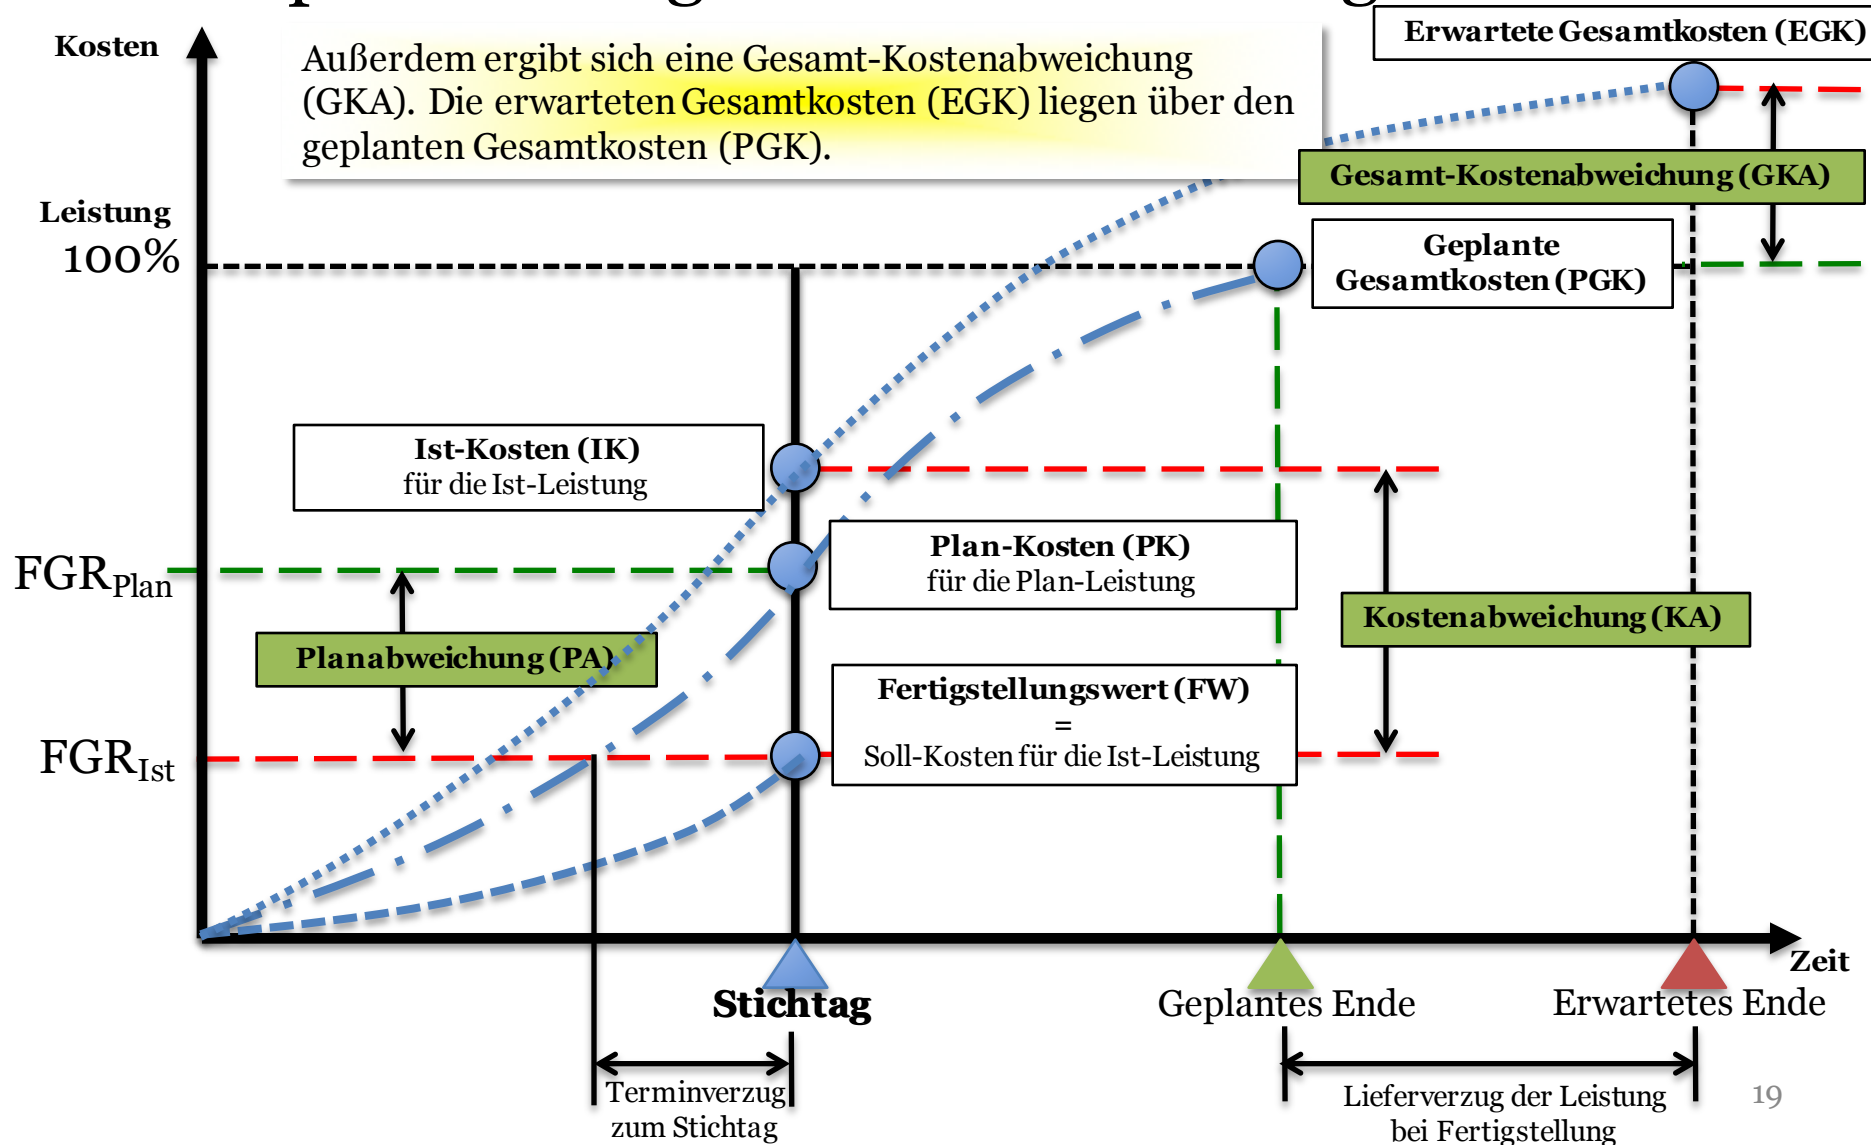 Kosten
Außerdem ergibt sich eine Gesamt-Kostenabweichung
(GKA). Die erwarteten Gesamtkosten (EGK) liegen über den
geplanten Gesamtkosten (PGK).
Erwartete Gesamtkosten (EGK)
Gesamt-Kostenabweichung (GKA)
Leistung
100%
Geplante
Gesamtkosten (PGK)
Ist-Kosten (IK)
für die Ist-Leistung
Plan-Kosten (PK)
für die Plan-Leistung
FGRPlan
Kostenabweichung (KA)
Planabweichung (PA)
Fertigstellungswert (FW)
=
Soll-Kosten für die Ist-Leistung
FGRIst
Zeit
Stichtag
Geplantes Ende
Erwartetes Ende
Terminverzug
zum Stichtag
Lieferverzug der Leistung
bei Fertigstellung
19